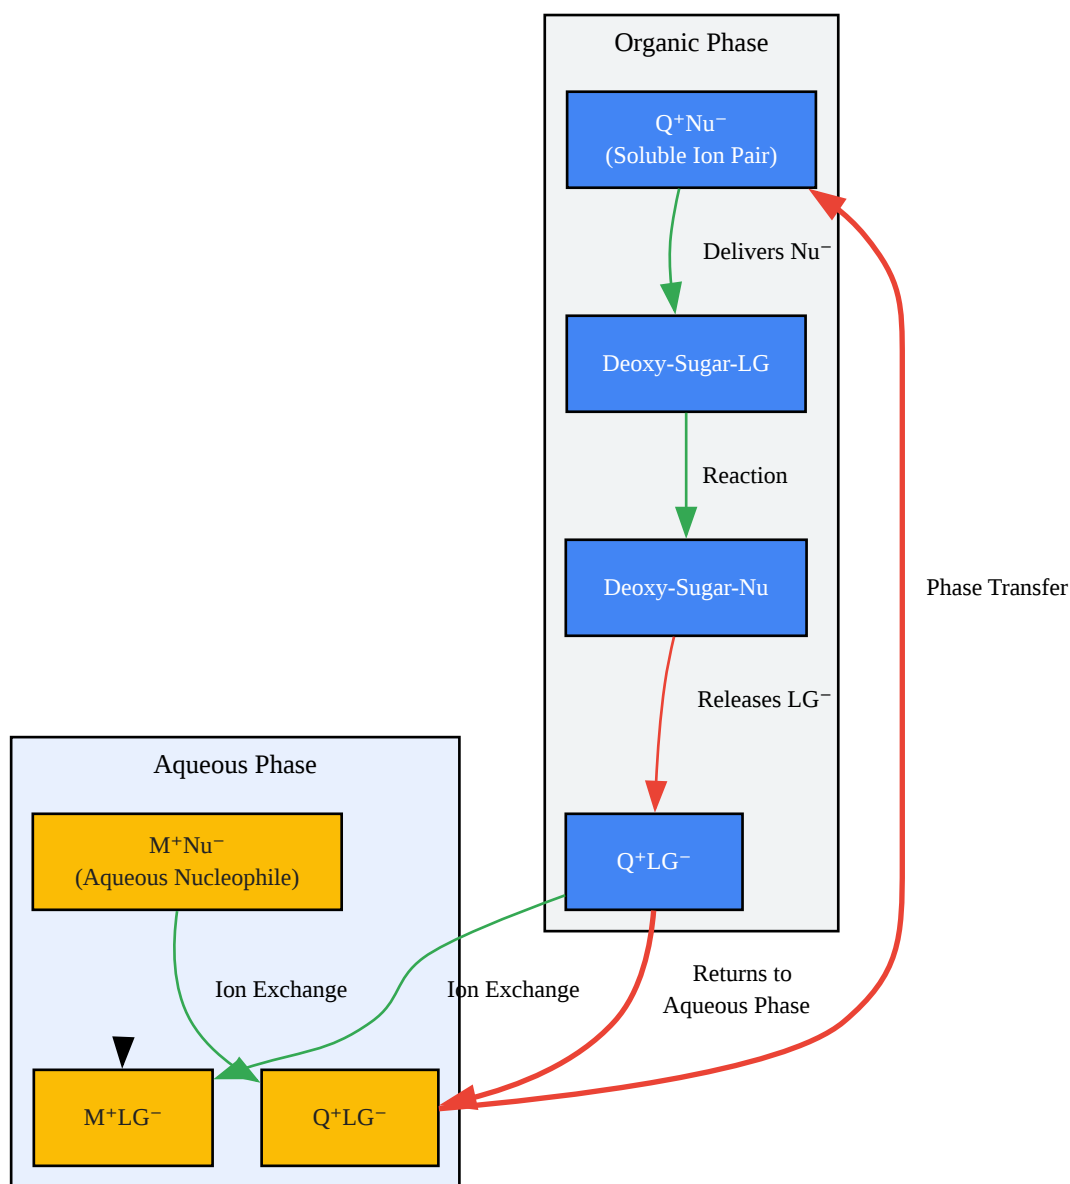 Organic Phase
Q⁺Nu⁻
(Soluble Ion Pair)
Delivers Nu⁻
Deoxy-Sugar-LG
Reaction
Deoxy-Sugar-Nu
Phase Transfer
Releases LG⁻
Aqueous Phase
M⁺Nu⁻
(Aqueous Nucleophile)
Q⁺LG⁻
Ion Exchange
Ion Exchange
Returns to
Aqueous Phase
M⁺LG⁻
Q⁺LG⁻